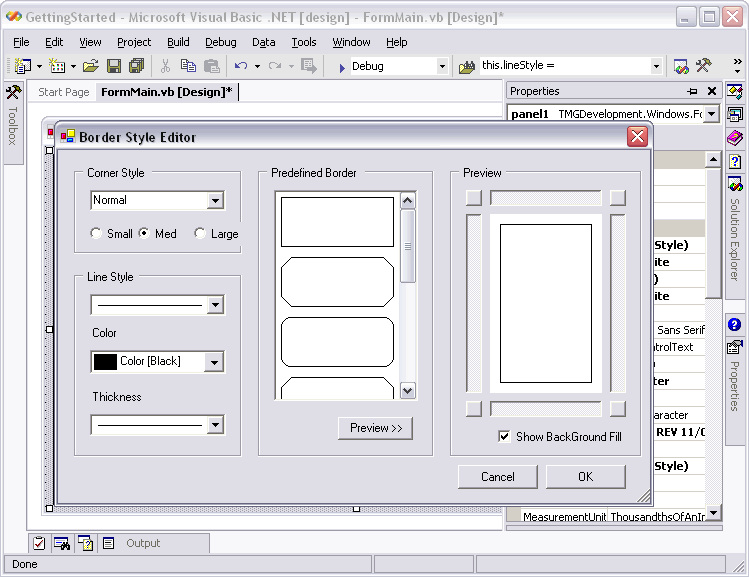 GettingStarted - Microsoft Visual Basic .NET [design] - FormMain.vb [Design]*
File Edit View Project Build Debug Data Tools Window Help
Debug this.lineStyle =
Start Page FormMain.vb [Design]*
Properties
panel1 TMGDevelopment.Windows.Fo
Toolbox
Border Style Editor
Corner Style
Normal
Small Med Large
Line Style
Color
Color [Black]
Thickness
Predefined Border
Preview >>
Preview
Show BackGround Fill
Cancel OK
Style)
ite
)
ite
Sans Serif
ntrolText
ter
aracter
REV 11/0
Style)
MeasurementUnit ThousandthsOfAnIn
Solution Explorer
Properties
Output
Done